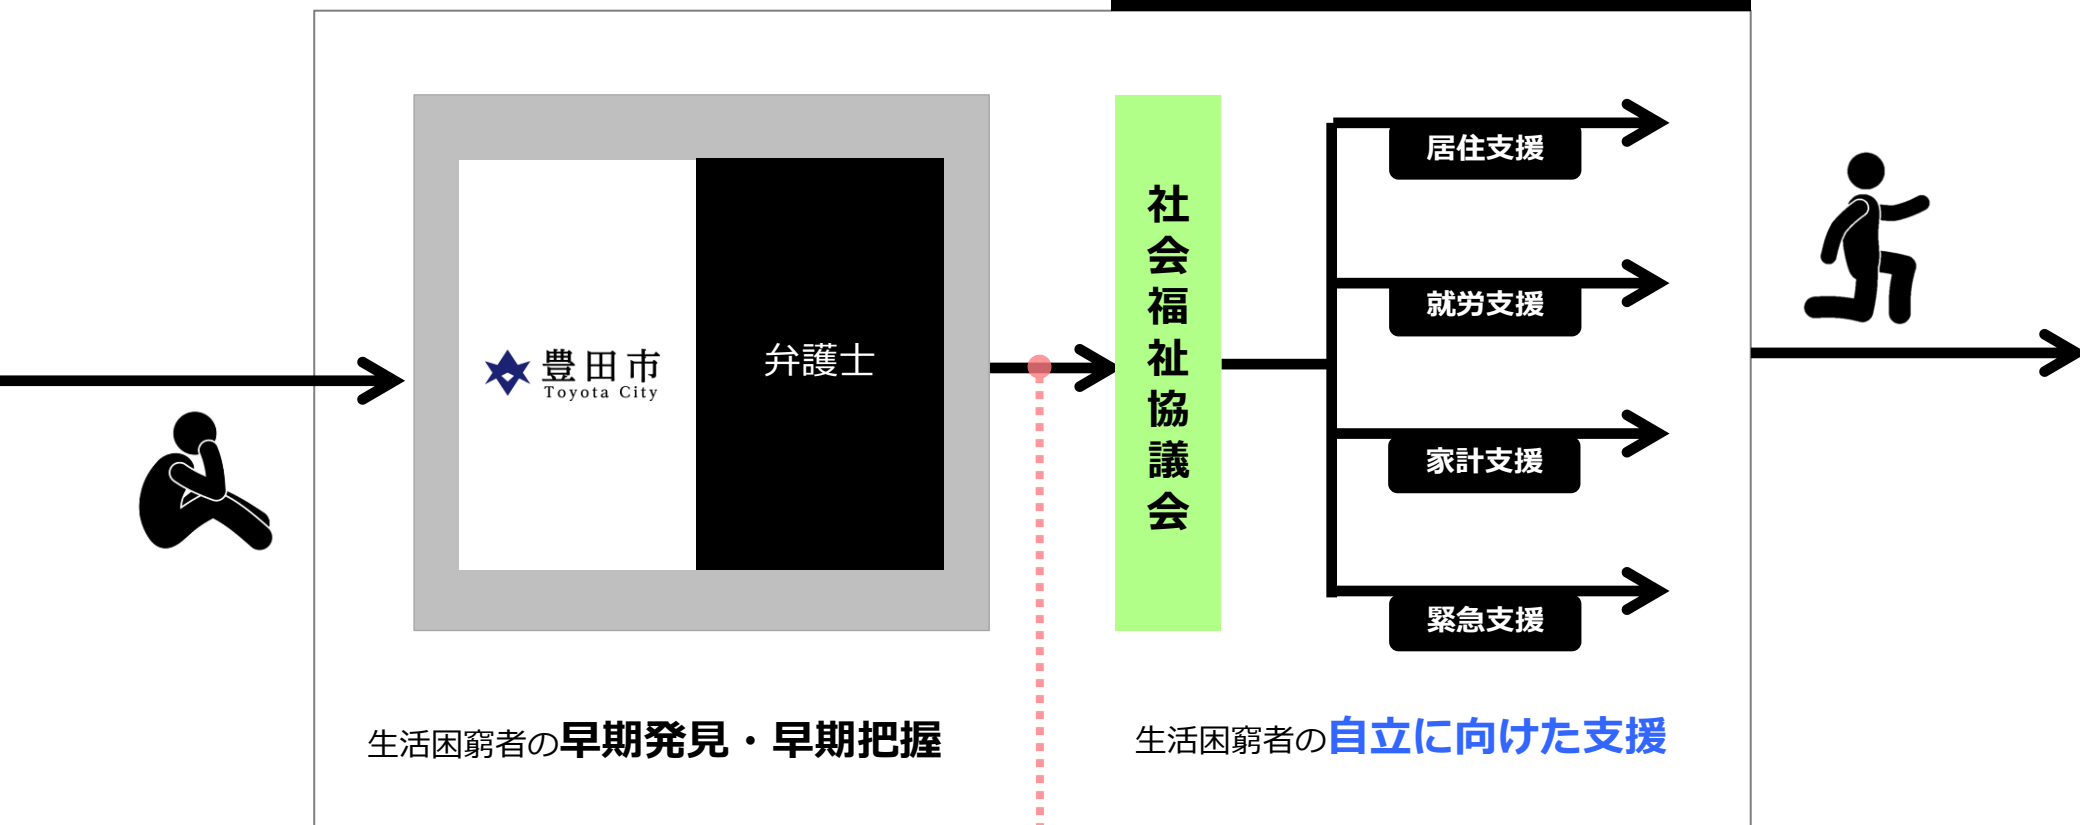 豊田市
Toyota City
弁護士
社会福祉協議会
居住支援
就労支援
家計支援
緊急支援
生活困窮者の早期発見・早期把握
生活困窮者の自立に向けた支援